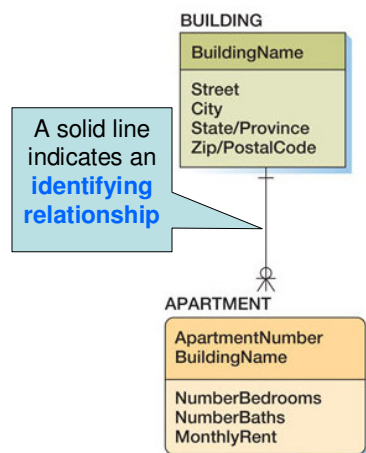 BUILDING
BuildingName
Street
City
State/Province
Zip/PostalCode
A solid line
indicates an
identifying
relationship
APARTMENT
ApartmentNumber
BuildingName
NumberBedrooms
NumberBaths
MonthlyRent